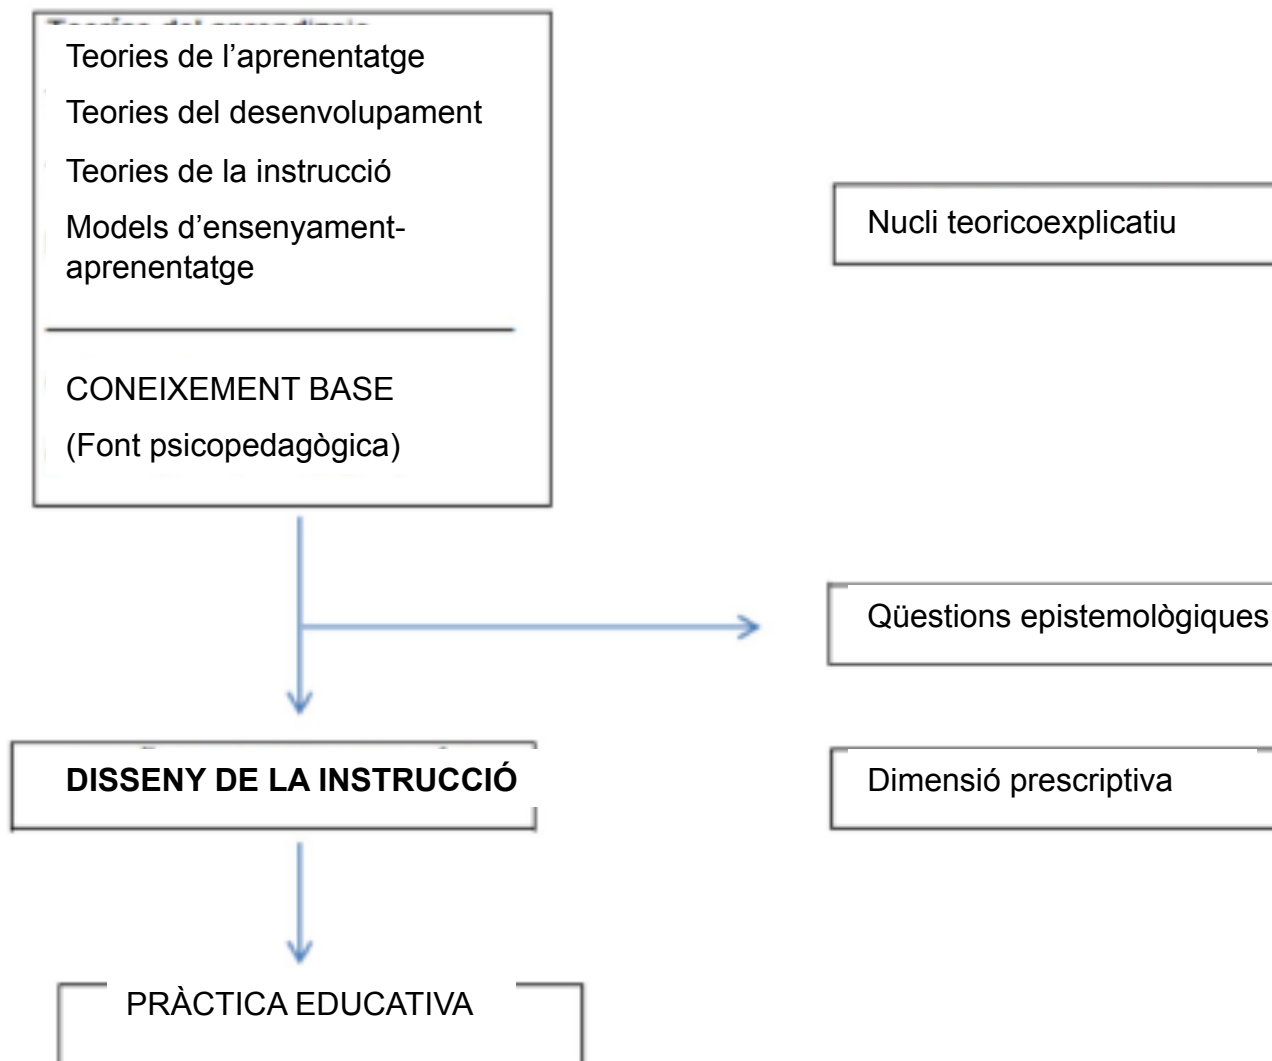 Teories de l’aprenentatge
Teories del desenvolupament
Teories de la instrucció
Models d’ensenyament-
aprenentatge
Nucli teoricoexplicatiu
CONEIXEMENT BASE
(Font psicopedagògica)
Qüestions epistemològiques
DISSENY DE LA INSTRUCCIÓ
Dimensió prescriptiva
PRÀCTICA EDUCATIVA